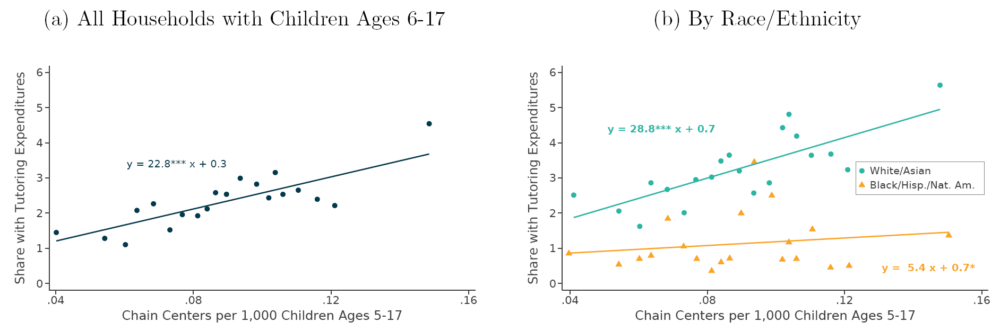 (a) All Households with Children Ages 6-17
Share with Tutoring Expenditures
6
5
4
3
2
1
0
y = 22.8*** x + 0.3
.04
.08
.12
.16
Chain Centers per 1,000 Children Ages 5-17
(b) By Race/Ethnicity
Share with Tutoring Expenditures
6
5
4
3
2
1
0
y = 28.8*** x + 0.7
White/Asian
Black/Hisp./Nat. Am.
y =  5.4 x + 0.7*
.04
.08
.12
.16
Chain Centers per 1,000 Children Ages 5-17